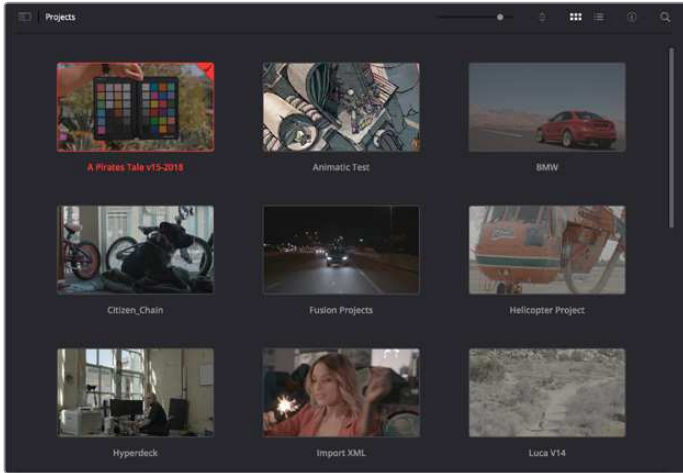 Projects
A Pirates Tale v15-2018
Animatic Test
BMW
Citizen_Chain
Fusion Projects
Helicopter Project
Hyperdeck
Import XML
Luca V14